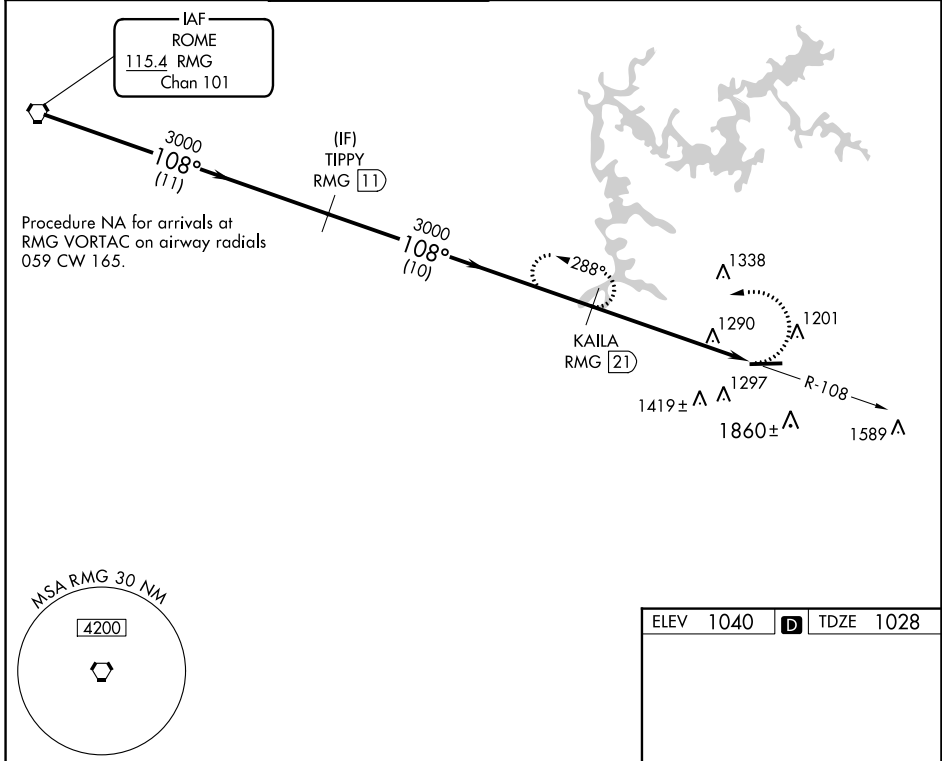 IAF
ROME
115.4 RMG
Chan 101
3000
108°
(11)
(IF)
TIPPY
RMG 11
Procedure NA for arrivals at
RMG VORTAC on airway radials
059 CW 165.
3000
108°
(10)
288°
1338
1290
1201
KAILA
RMG 21
1297
R-108
1419±
1860±
1589
MSA RMG 30 NM
4200
ELEV 1040 D TDZE 1028